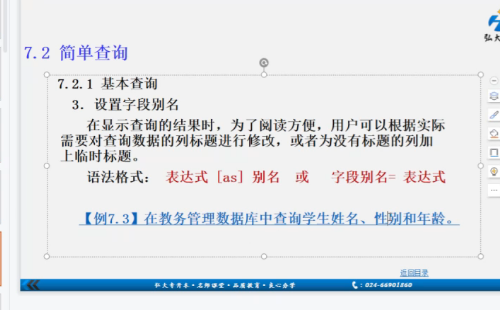 弘大
7.2 简单查询
7.2.1 基本查询
3. 设置字段别名
在显示查询的结果时，为了阅读方便，用户可以根据实际
需要对查询数据的列标题进行修改，或者为没有标题的列加
上临时标题。
语法格式： 表达式 [as] 别名 或 字段别名= 表达式
【例7.3】在教务管理数据库中查询学生姓名、性别和年龄。
返回目录
弘大专升本·名师课堂·品质教育·良心办学
024-66901860